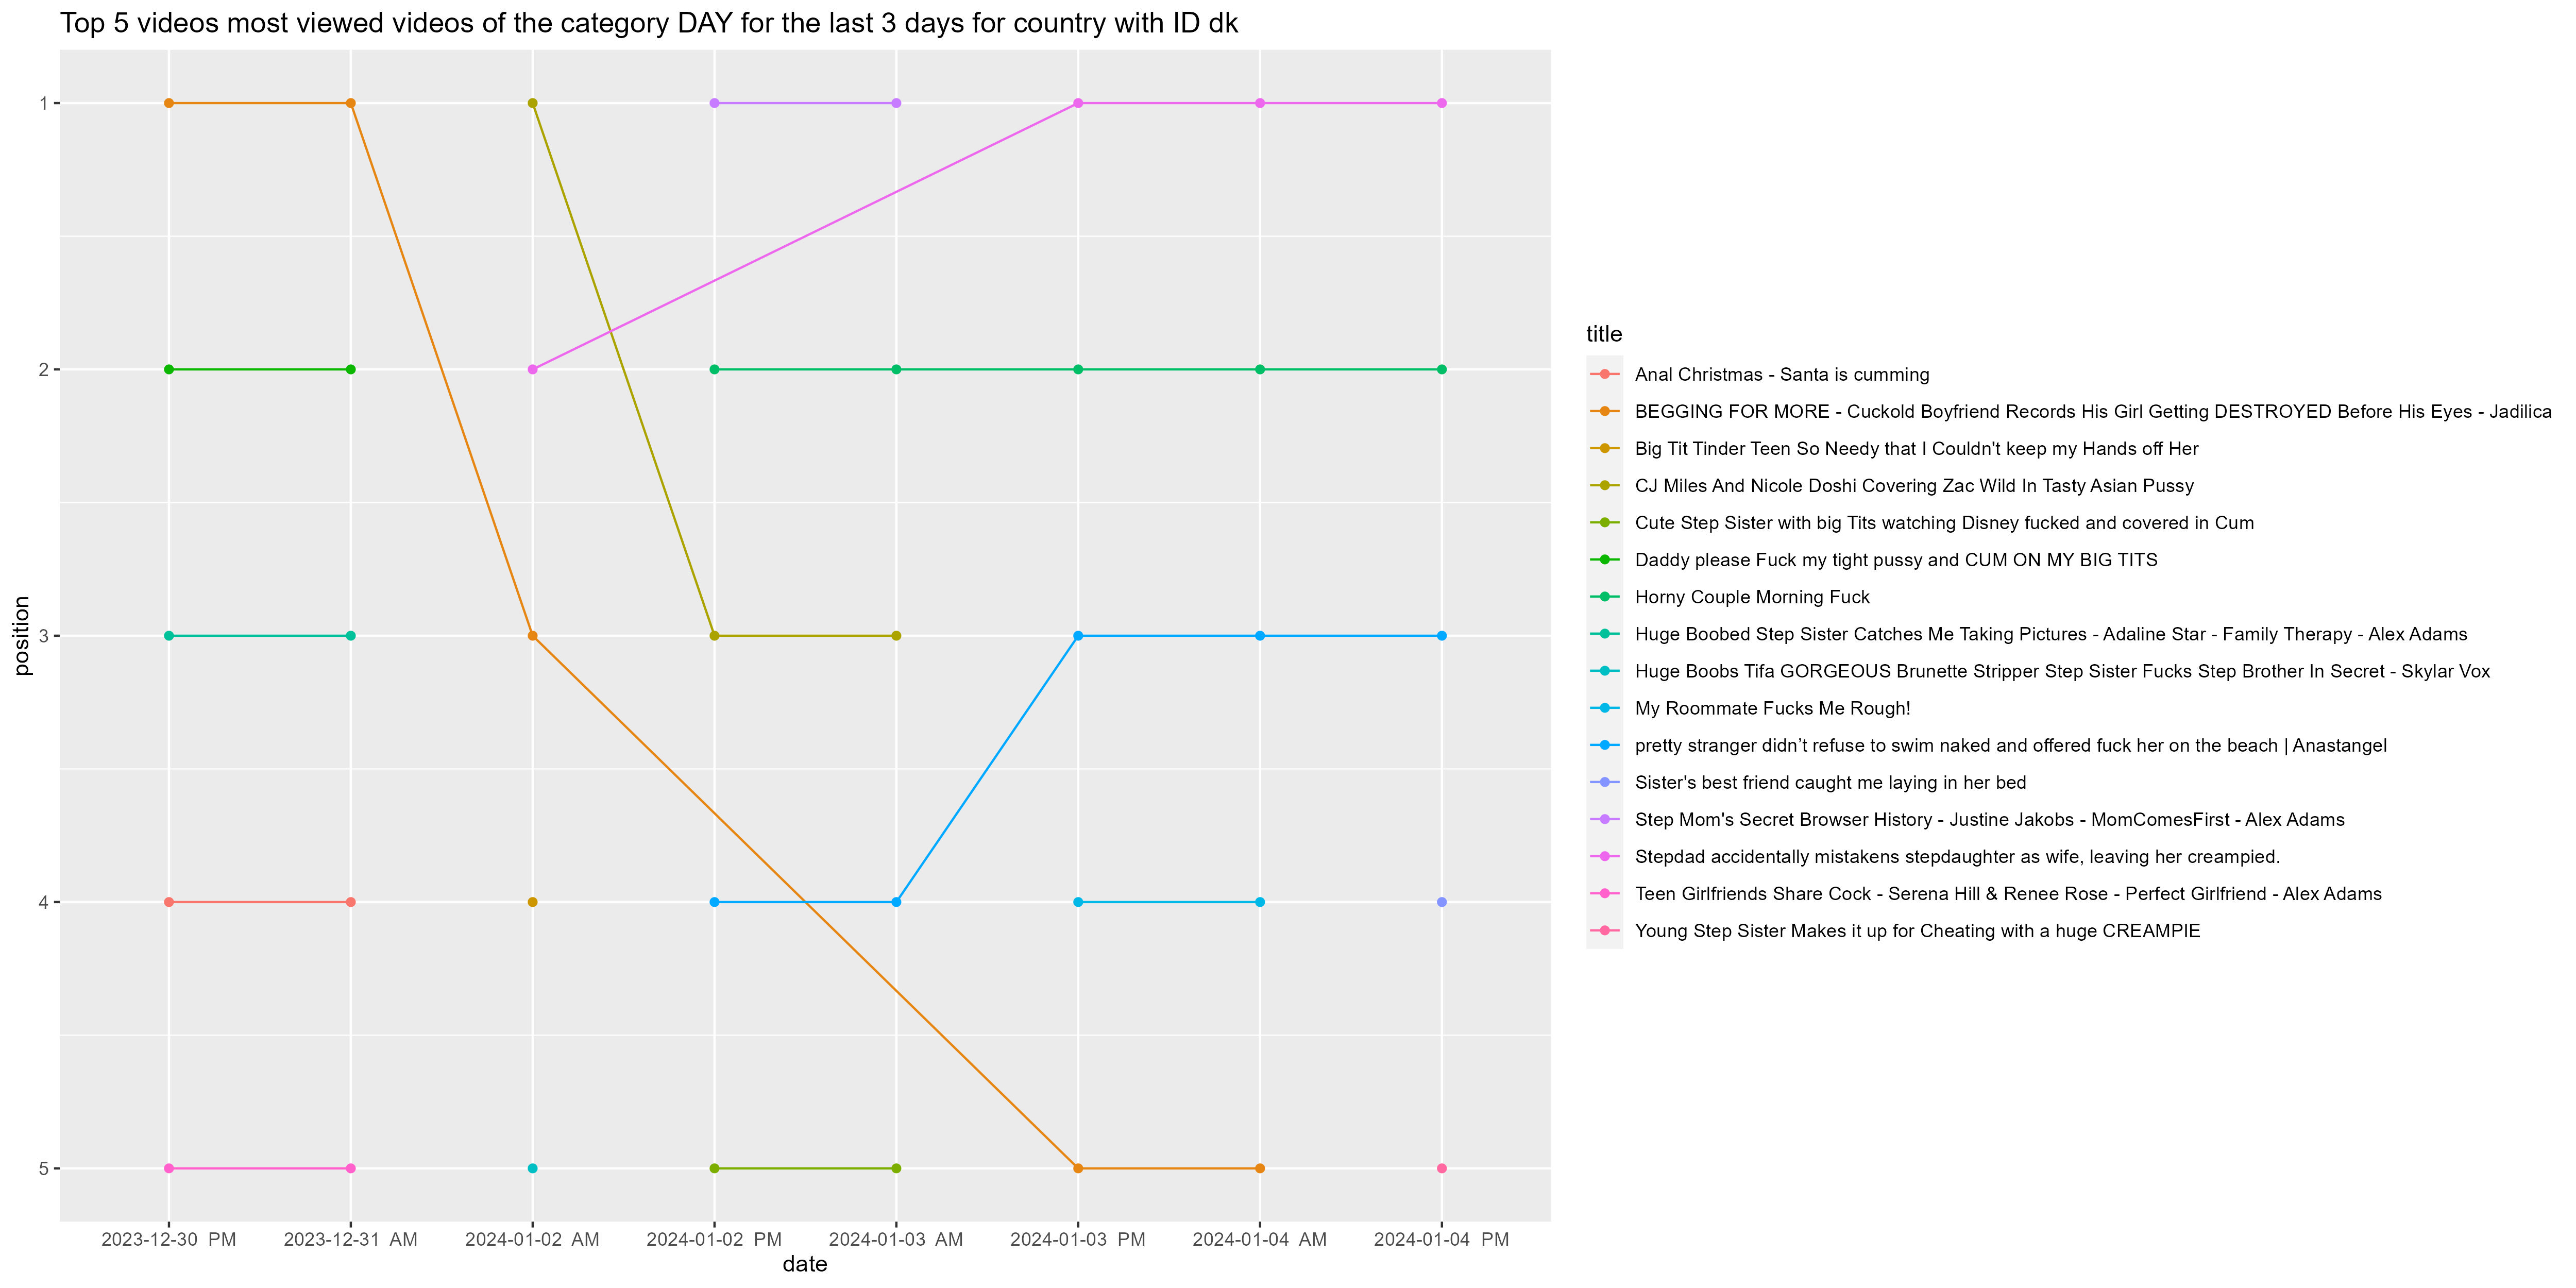 Top 5 videos most viewed videos of the category DAY for the last 3 days for country with ID dk
position
1
2
3
4
5
2023-12-30 PM
2023-12-31 AM
2024-01-02 AM
2024-01-02 PM
2024-01-03 AM
2024-01-03 PM
2024-01-04 AM
2024-01-04 PM
date
title
Anal Christmas - Santa is cumming
BEGGING FOR MORE - Cuckold Boyfriend Records His Girl Getting DESTROYED Before His Eyes - Jadilica
Big Tit Tinder Teen So Needy that I Couldn't keep my Hands off Her
CJ Miles And Nicole Doshi Covering Zac Wild In Tasty Asian Pussy
Cute Step Sister with big Tits watching Disney fucked and covered in Cum
Daddy please Fuck my tight pussy and CUM ON MY BIG TITS
Horny Couple Morning Fuck
Huge Boobed Step Sister Catches Me Taking Pictures - Adaline Star - Family Therapy - Alex Adams
Huge Boobs Tifa GORGEOUS Brunette Stripper Step Sister Fucks Step Brother In Secret - Skylar Vox
My Roommate Fucks Me Rough!
pretty stranger didn’t refuse to swim naked and offered fuck her on the beach | Anastangel
Sister's best friend caught me laying in her bed
Step Mom's Secret Browser History - Justine Jakobs - MomComesFirst - Alex Adams
Stepdad accidentally mistakens stepdaughter as wife, leaving her creampied.
Teen Girlfriends Share Cock - Serena Hill & Renee Rose - Perfect Girlfriend - Alex Adams
Young Step Sister Makes it up for Cheating with a huge CREAMPIE